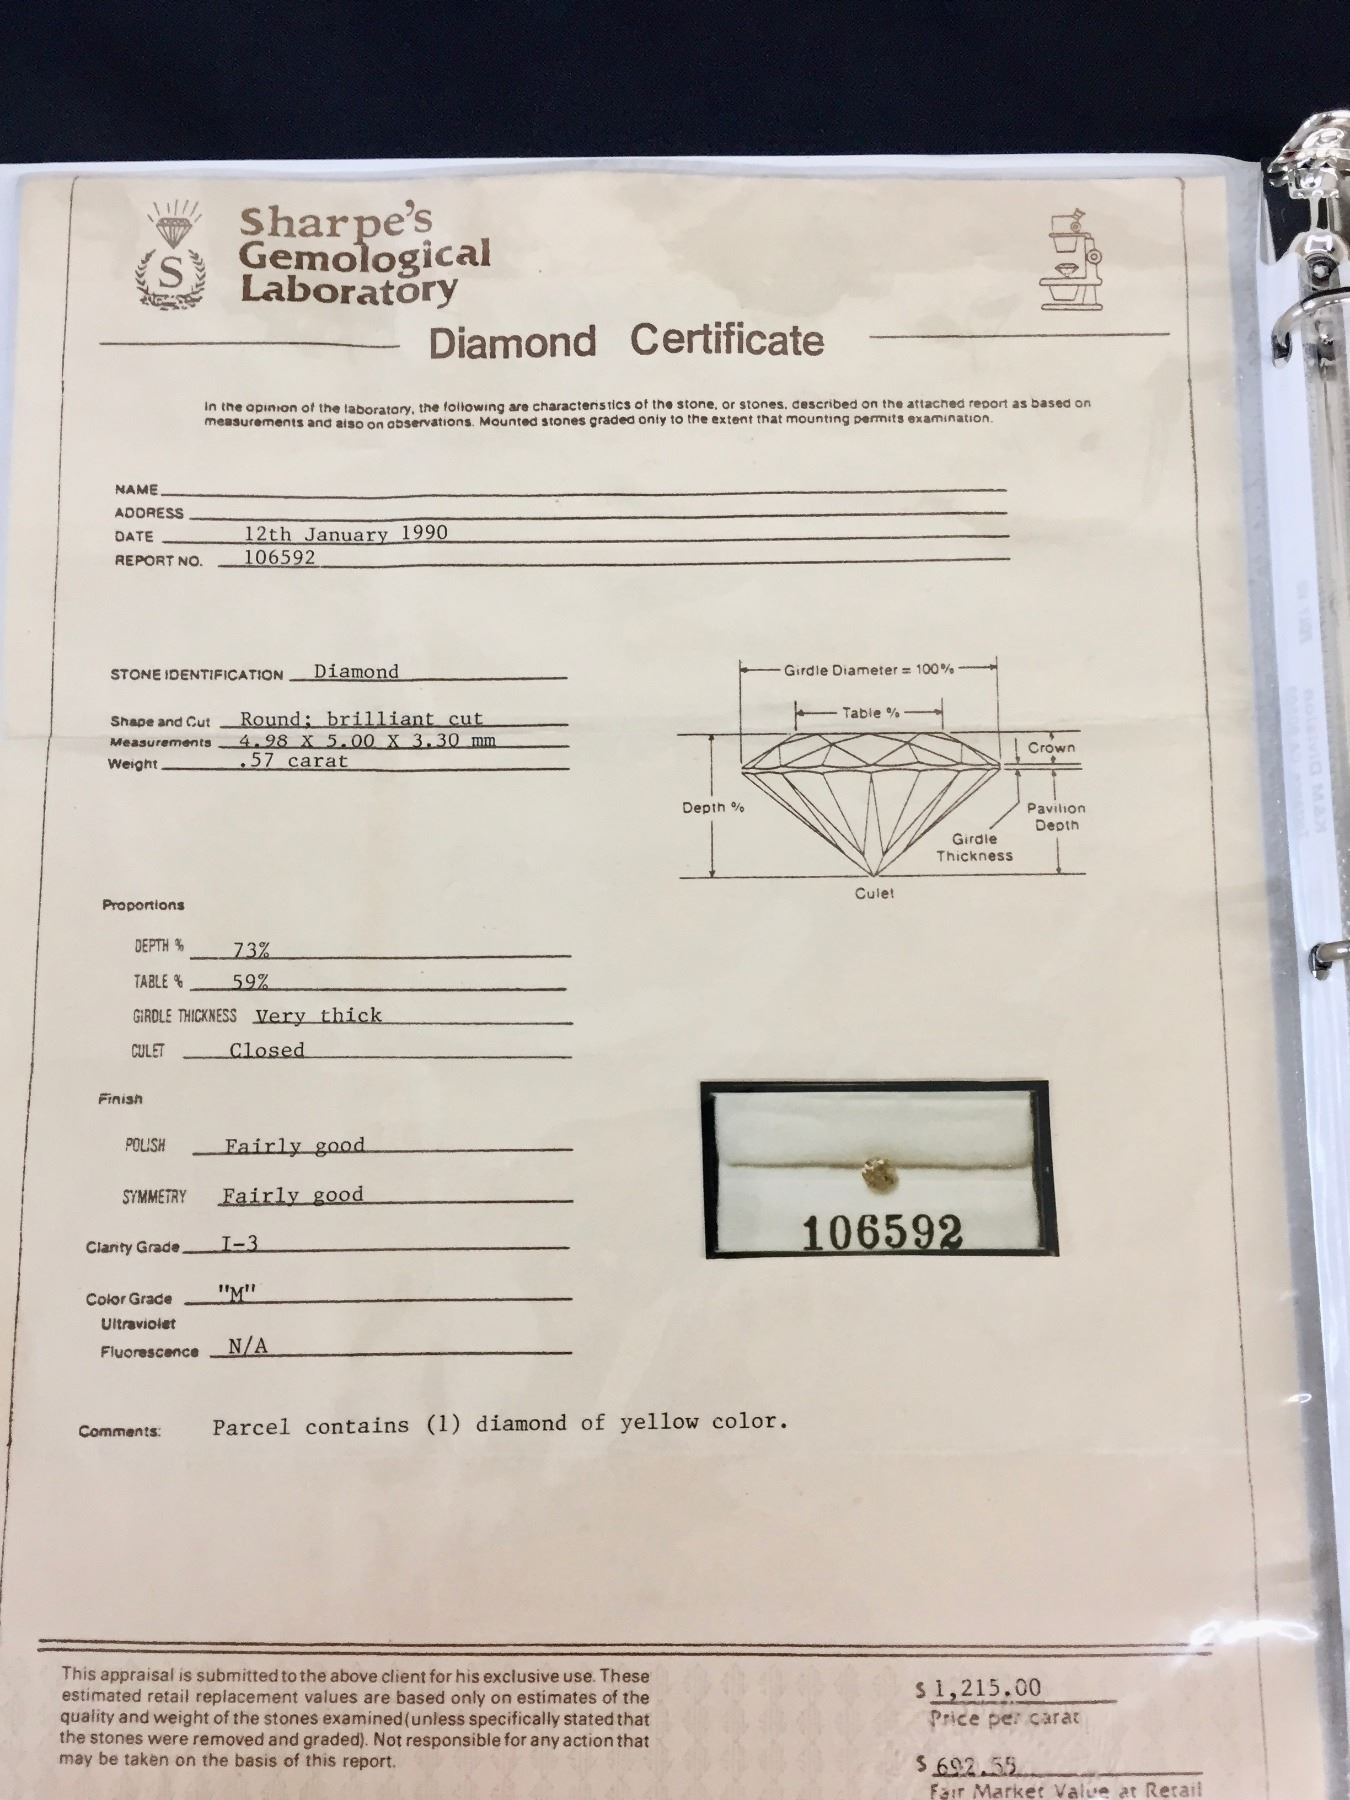 Sharpe's
Gemological
Laboratory
S
Diamond Certificate
In the opinion of the laboratory, the following are characteristics of the stone, or stones, described on the attached report as based on
measurements and also on observations. Mounted stones graded only to the extent that mounting permits examination.
NAME
ADDRESS
DATE 12th January 1990
REPORT NO. 106592
STONE IDENTIFICATION Diamond
Shape and Cut Round; brilliant cut
Measurements 4.98 X 5.00 X 3.30 mm
Weight .57 carat
Girdle Diameter = 100%
Table %
Crown
Depth %
Pavilion
Depth
Girdle
Thickness
Culet
Proportions
DEPTH % 73%
TABLE % 59%
GIRDLE THICKNESS Very thick
CULET Closed
Finish
POLISH Fairly good
SYMMETRY Fairly good
Clarity Grade I-3
Color Grade "M"
Ultraviolet
Fluorescence N/A
106592
Comments: Parcel contains (1) diamond of yellow color.
This appraisal is submitted to the above client for his exclusive use. These
estimated retail replacement values are based only on estimates of the
quality and weight of the stones examined (unless specifically stated that
the stones were removed and graded). Not responsible for any action that
may be taken on the basis of this report.
$ 1,215.00
Price per carat
$ 692.55
Fair Market Value at Retail